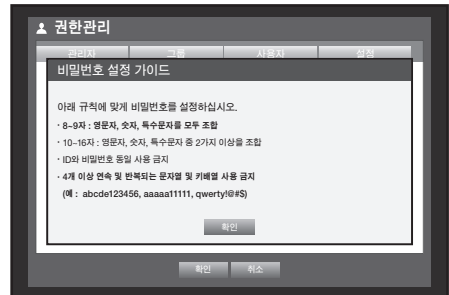 권한관리
관리자 그룹 사용자 설정
비밀번호 설정 가이드
아래 규칙에 맞게 비밀번호를 설정하십시오.
· 8~9자 : 영문자, 숫자, 특수문자를 모두 조합
· 10~16자 : 영문자, 숫자, 특수문자 중 2가지 이상을 조합
· ID와 비밀번호 동일 사용 금지
· 4개 이상 연속 및 반복되는 문자열 및 키배열 사용 금지
(예 : abcde123456, aaaaa11111, qwerty!@#$)
확인
확인 취소